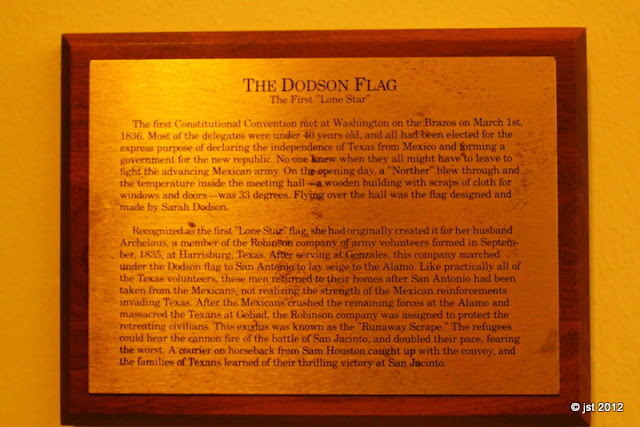 THE DODSON FLAG
The First "Lone Star"
The first Constitutional Convention met at Washington on the Brazos on March 1st,
1836. Most of the delegates were under 40 years old, and all had been elected for the
express purpose of declaring the independence of Texas from Mexico and forming a
government for the new republic. No one knew when they all might have to leave to
fight the advancing Mexican army. On the opening day, a "Norther" blew through and
the temperature inside the meeting hall—a wooden building with scraps of cloth for
windows and doors—was 33 degrees. Flying over the hall was the flag designed and
made by Sarah Dodson.
Recognized as the first "Lone Star" flag, she had originally created it for her husband
Archelaus, a member of the Robinson company of army volunteers formed in Septem-
ber, 1835, at Harrisburg, Texas. After serving at Gonzales, this company marched
under the Dodson flag to San Antonio to lay seige to the Alamo. Like practically all of
the Texas volunteers, these men returned to their homes after San Antonio had been
taken from the Mexicans, not realizing the strength of the Mexican reinforcements
invading Texas. After the Mexicans crushed the remaining forces at the Alamo and
massacred the Texans at Goliad, the Robinson company was assigned to protect the
retreating civilians. This exodus was known as the "Runaway Scrape." The refugees
could hear the cannon fire of the battle of San Jacinto, and doubled their pace, fearing
the worst. A courier on horseback from Sam Houston caught up with the convoy, and
the families of Texans learned of their thrilling victory at San Jacinto.
© jst 2012